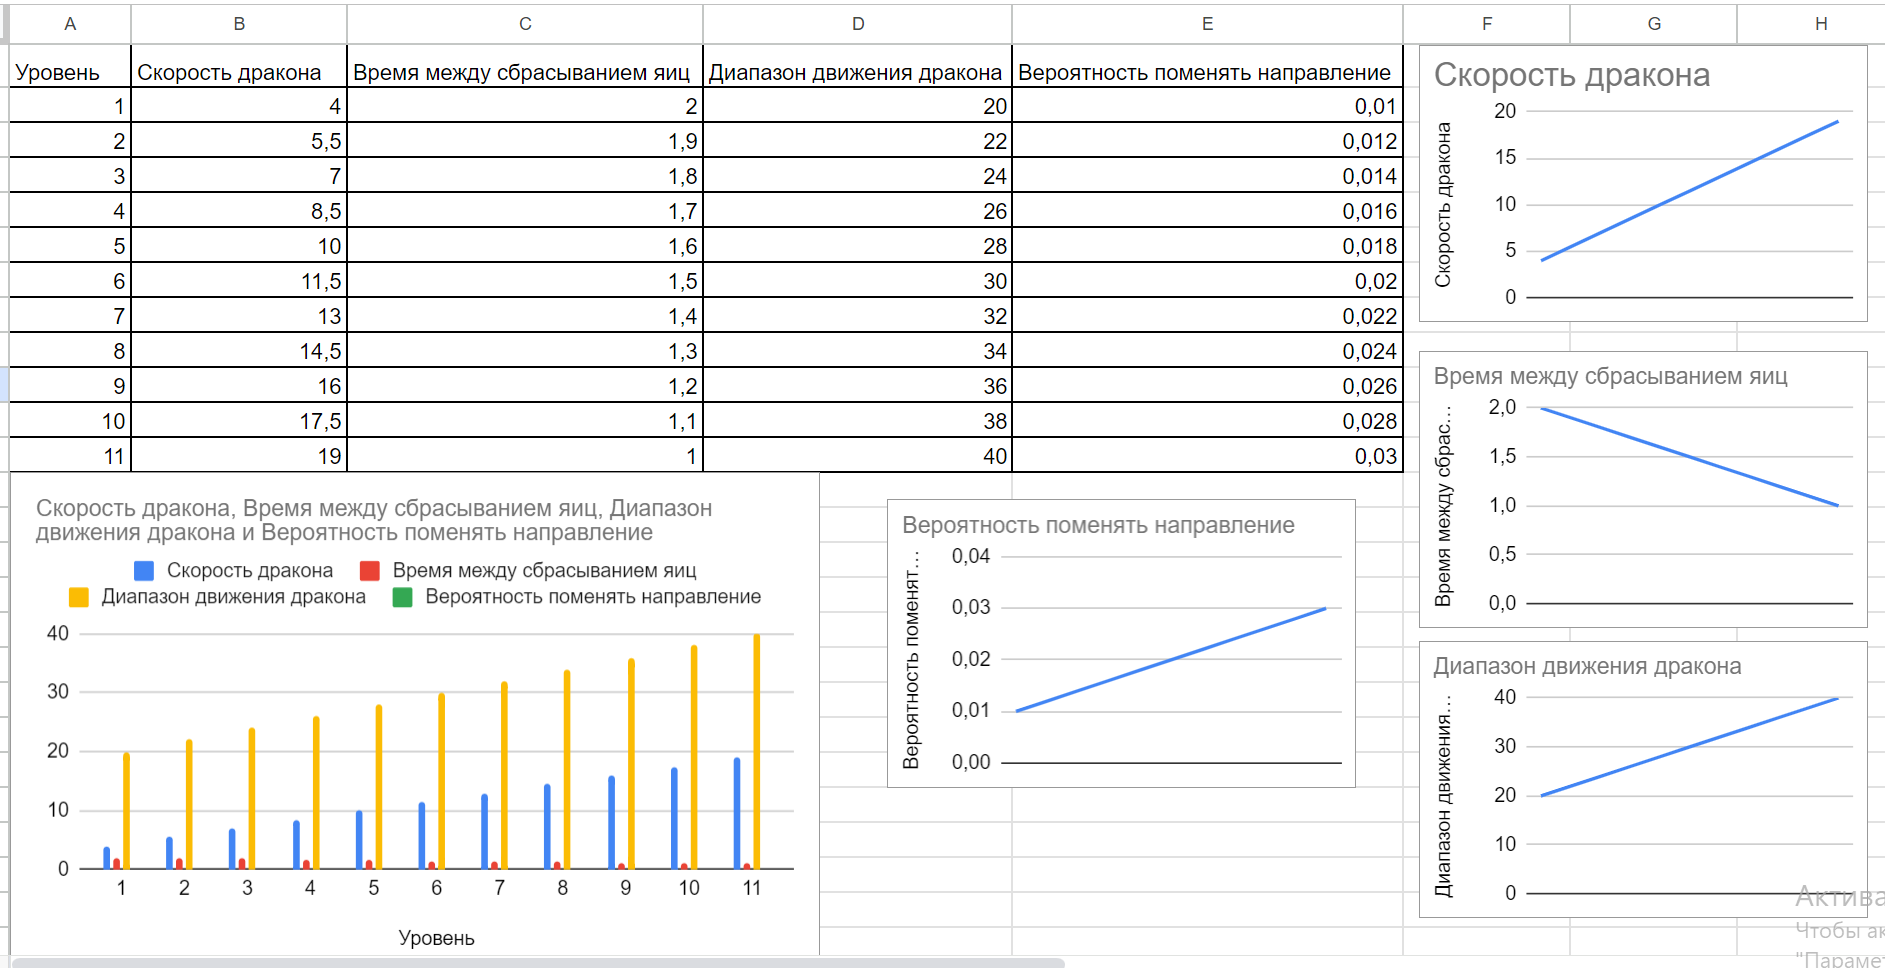 A B C D E F G H
Уровень Скорость дракона Время между сбрасыванием яиц Диапазон движения дракона Вероятность поменять направление
1 4 2 20 0,01
2 5,5 1,9 22 0,012
3 7 1,8 24 0,014
4 8,5 1,7 26 0,016
5 10 1,6 28 0,018
6 11,5 1,5 30 0,02
7 13 1,4 32 0,022
8 14,5 1,3 34 0,024
9 16 1,2 36 0,026
10 17,5 1,1 38 0,028
11 19 1 40 0,03
Скорость дракона
Скорость дракона
20
15
10
5
0
Время между сбрасыванием яиц
Время между сбрас...
2,0
1,5
1,0
0,5
0,0
Диапазон движения дракона
Диапазон движения...
40
30
20
10
0
Скорость дракона, Время между сбрасыванием яиц, Диапазон
движения дракона и Вероятность поменять направление
Скорость дракона Время между сбрасыванием яиц
Диапазон движения дракона Вероятность поменять направление
40
30
20
10
0
1 2 3 4 5 6 7 8 9 10 11
Уровень
Вероятность поменять направление
Вероятность поменят...
0,04
0,03
0,02
0,01
0,00
Актива
Чтобы ак
"Параме